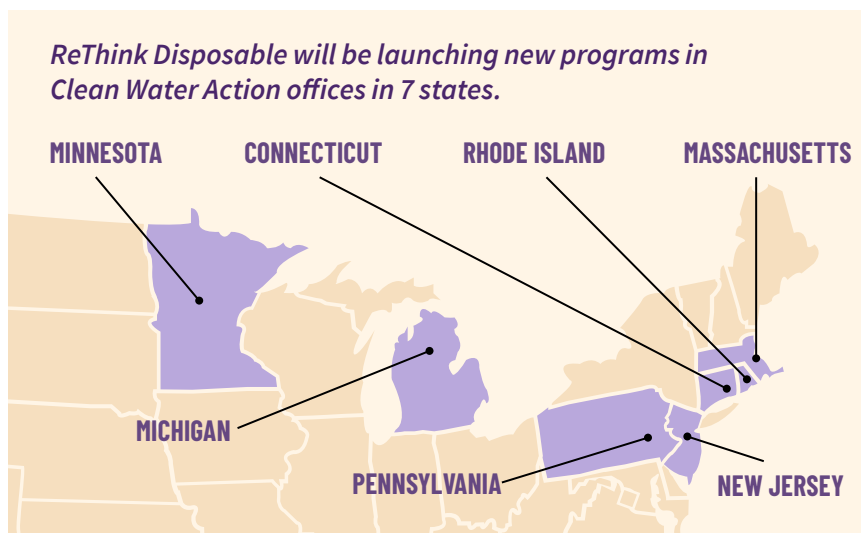 ReThink Disposable will be launching new programs in
Clean Water Action offices in 7 states.
MINNESOTA
CONNECTICUT
RHODE ISLAND
MASSACHUSETTS
MICHIGAN
PENNSYLVANIA
NEW JERSEY